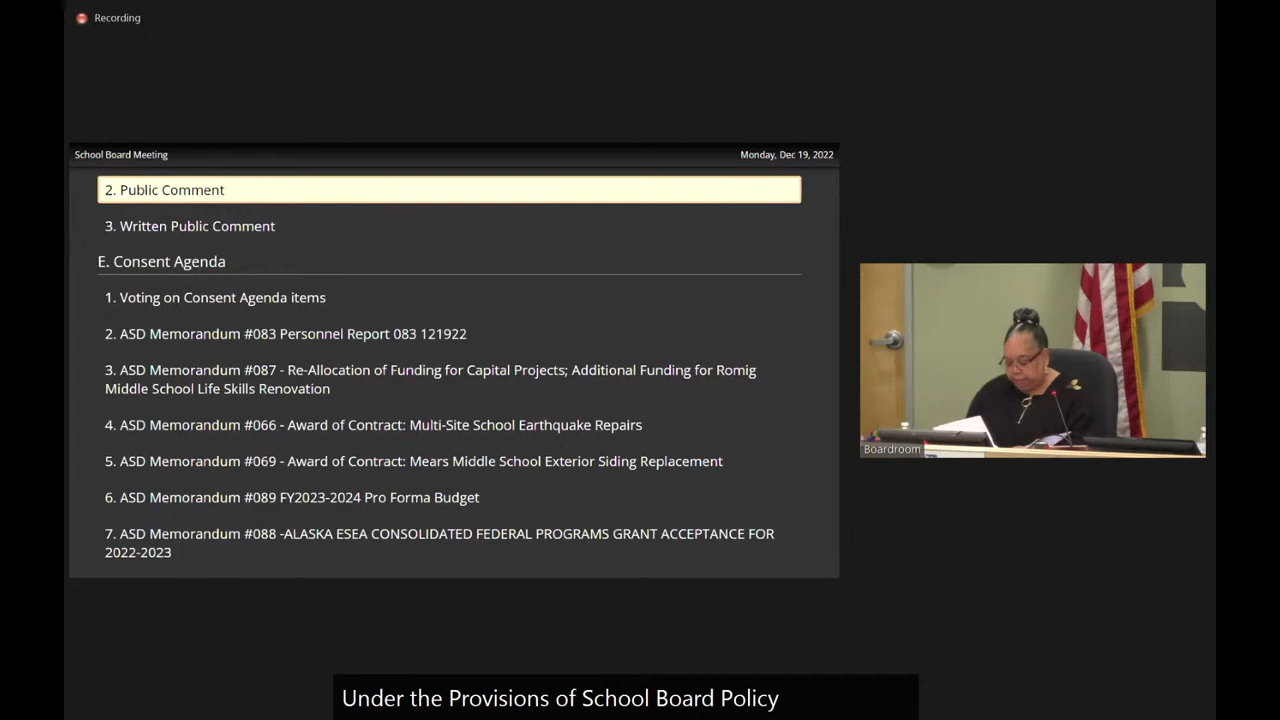 Recording
School Board Meeting
Monday, Dec 19, 2022
2. Public Comment
3. Written Public Comment
E. Consent Agenda
1. Voting on Consent Agenda items
2. ASD Memorandum #083 Personnel Report 083 121922
3. ASD Memorandum #087 - Re-Allocation of Funding for Capital Projects; Additional Funding for Romig
Middle School Life Skills Renovation
4. ASD Memorandum #066 - Award of Contract: Multi-Site School Earthquake Repairs
5. ASD Memorandum #069 - Award of Contract: Mears Middle School Exterior Siding Replacement
6. ASD Memorandum #089 FY2023-2024 Pro Forma Budget
7. ASD Memorandum #088 -ALASKA ESEA CONSOLIDATED FEDERAL PROGRAMS GRANT ACCEPTANCE FOR
2022-2023
Boardroom
Under the Provisions of School Board Policy